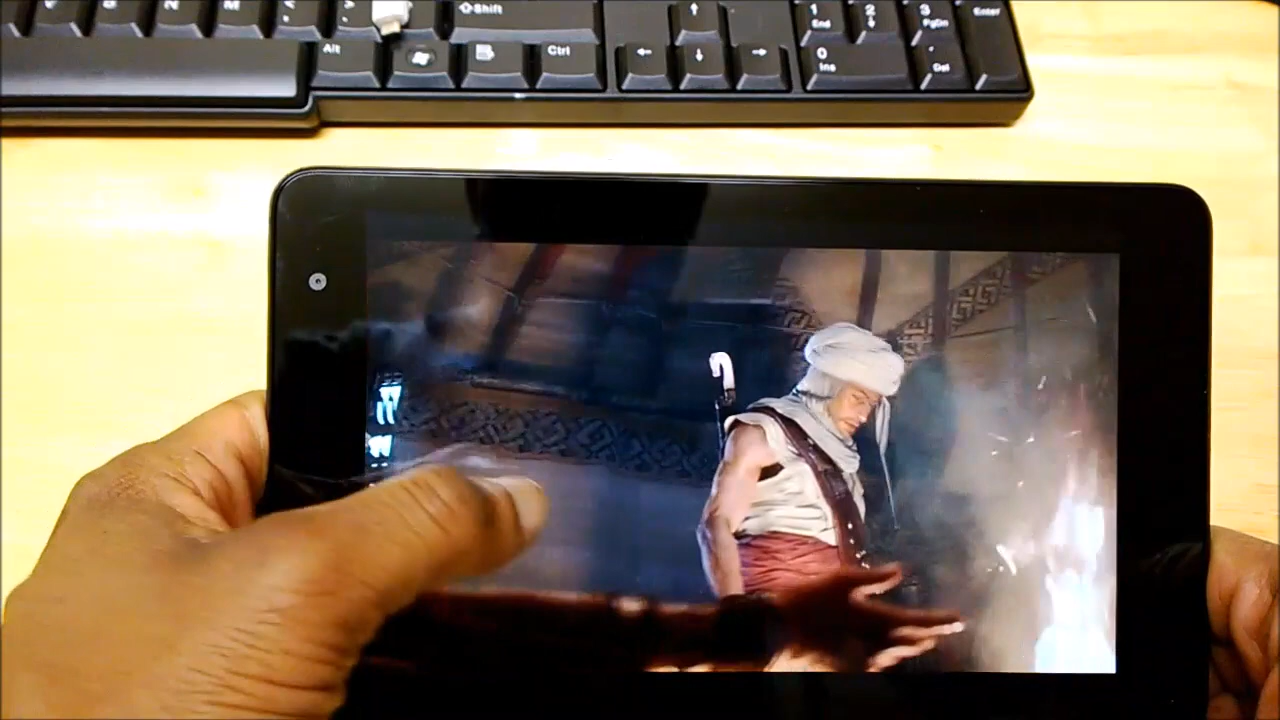 B N M < >
⇧Shift ↑ 1 End 2 ↓ 3 PgDn Enter
Alt Ctrl ← ↓ → 0 Ins . Del